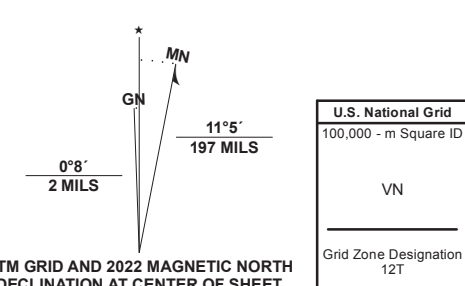 ★
MN
GN
11°5´
197 MILS
0°8´
2 MILS
TM GRID AND 2022 MAGNETIC NORTH
DECLINATION AT CENTER OF SHEET
U.S. National Grid
100,000 - m Square ID
VN
Grid Zone Designation
12T